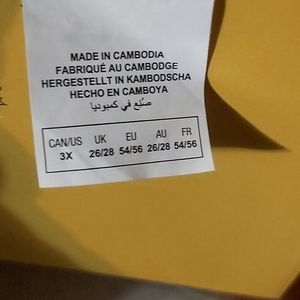 MADE IN CAMBODIA
FABRIQUÉ AU CAMBODGE
HERGESTELLT IN KAMBODSCHA
HECHO EN CAMBOYA
صُنِع في كمبوديا
CAN/US UK EU AU FR
3X 26/28 54/56 26/28 54/56